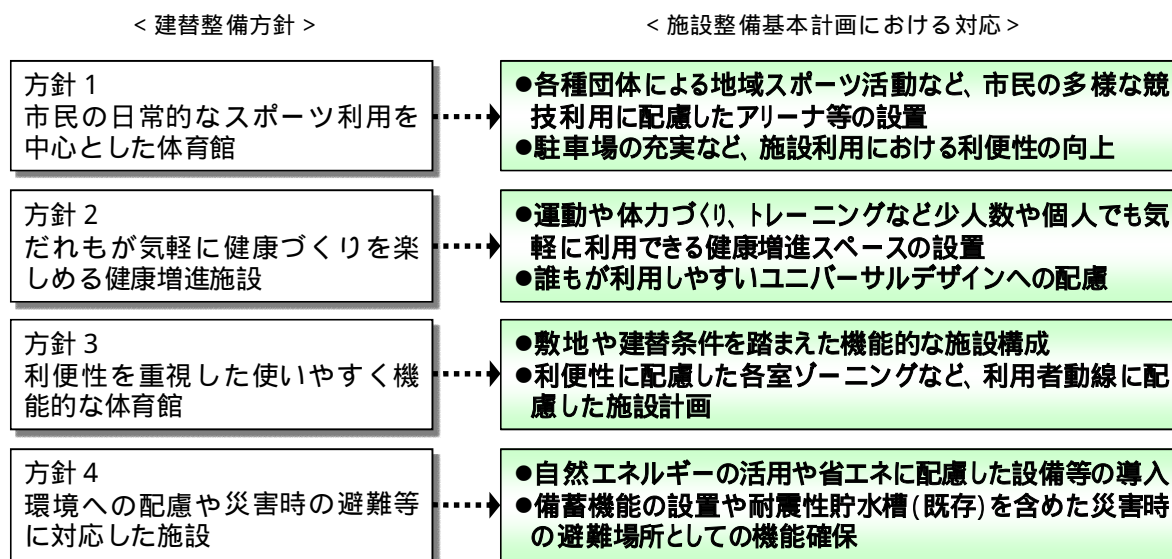 ＜建替整備方針＞
＜施設整備基本計画における対応＞
方針１
市民の日常的なスポーツ利用を
中心とした体育館
●各種団体による地域スポーツ活動など、市民の多様な競
技利用に配慮したアリーナ等の設置
●駐車場の充実など、施設利用における利便性の向上
方針２
だれもが気軽に健康づくりを楽
しめる健康増進施設
●運動や体力づくり、トレーニングなど少人数や個人でも気
軽に利用できる健康増進スペースの設置
●誰もが利用しやすいユニバーサルデザインへの配慮
方針３
利便性を重視した使いやすく機
能的な体育館
●敷地や建替条件を踏まえた機能的な施設構成
●利便性に配慮した各室ゾーニングなど、利用者動線に配
慮した施設計画
方針４
環境への配慮や災害時の避難等
に対応した施設
●自然エネルギーの活用や省エネに配慮した設備等の導入
●備蓄機能の設置や耐震性貯水槽(既存)を含めた災害時
の避難場所としての機能確保